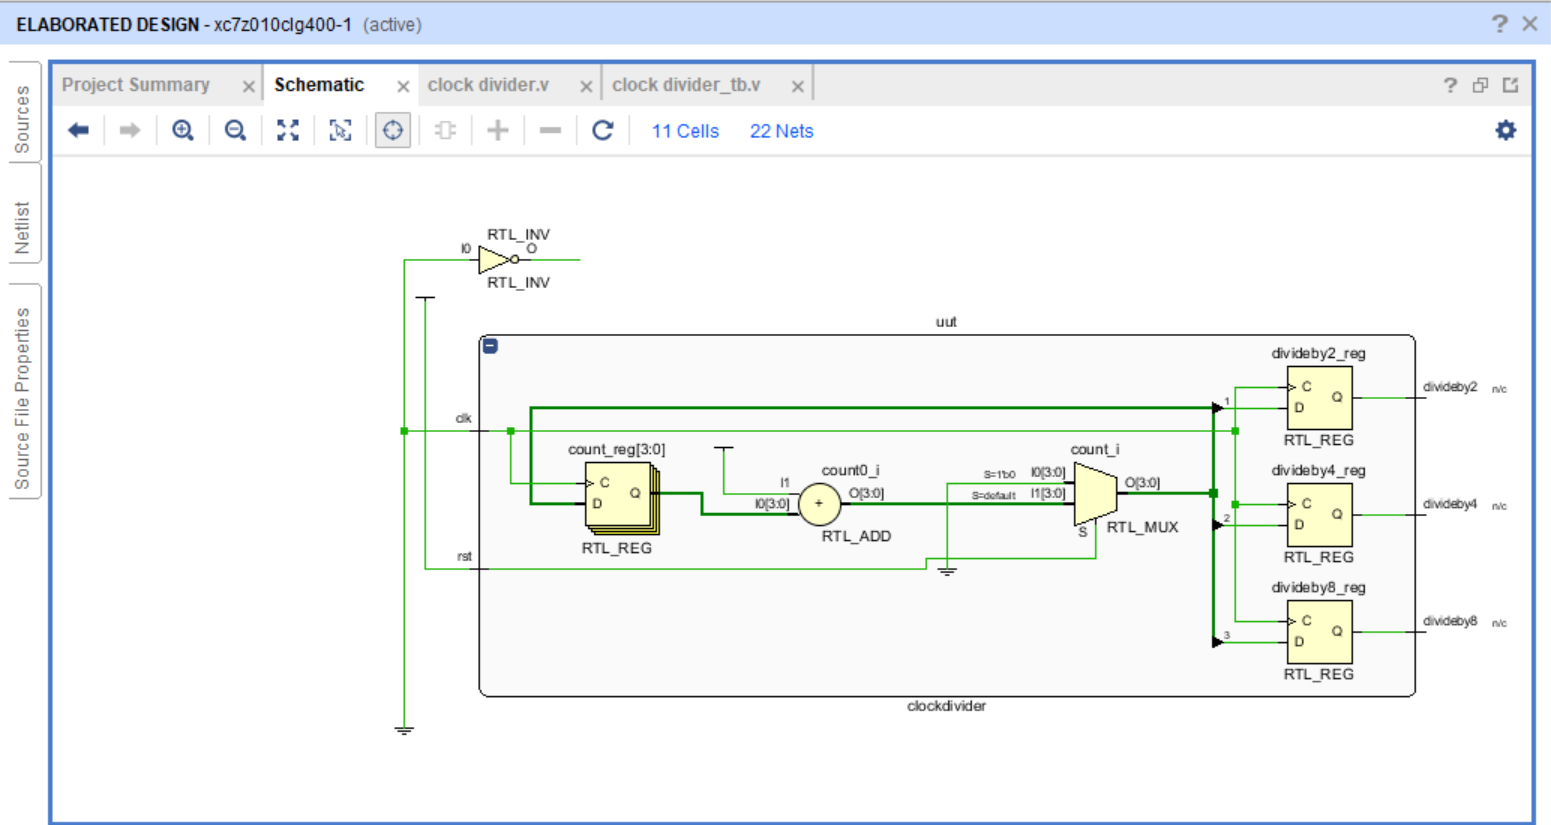 ELABORATED DESIGN - xc7z010clg400-1 (active)
Project Summary
Schematic
clock divider.v
clock divider_tb.v
11 Cells
22 Nets
Sources
Netlist
Source File Properties
RTL_INV
I0
O
RTL_INV
uut
divideby2_reg
C
Q
D
RTL_REG
divideby2 n/c
1
clk
count_reg[3:0]
C
Q
D
RTL_REG
count0_i
I1
I0[3:0]
O[3:0]
+
RTL_ADD
count_i
S=1'b0 I0[3:0]
S=default I1[3:0]
O[3:0]
S
RTL_MUX
divideby4_reg
C
Q
D
RTL_REG
divideby4 n/c
2
rst
divideby8_reg
C
Q
D
RTL_REG
divideby8 n/c
3
clockdivider